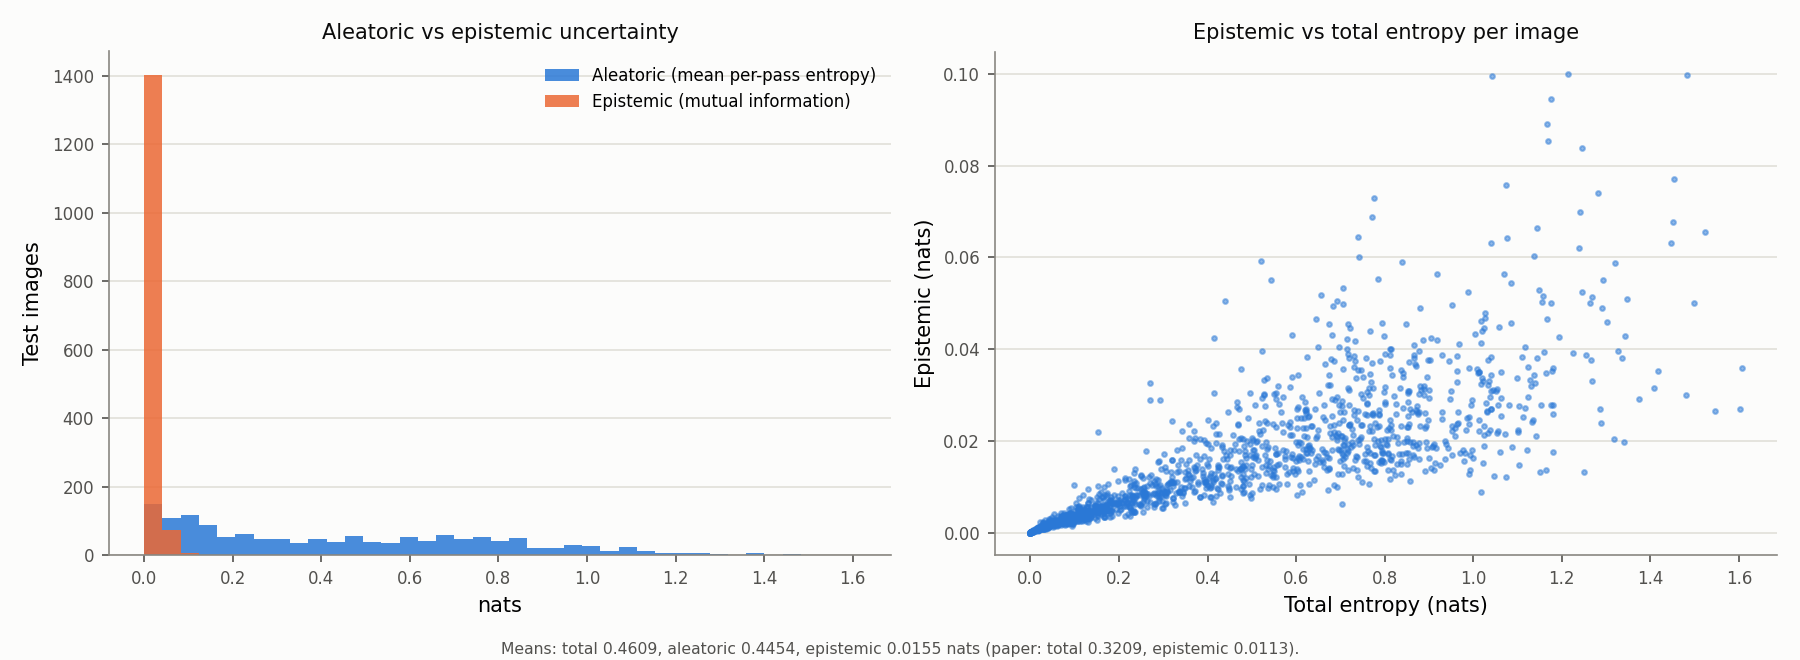 Aleatoric vs epistemic uncertainty
Aleatoric (mean per-pass entropy)
Epistemic (mutual information)
Test images
1400
1200
1000
800
600
400
200
0
0.0 0.2 0.4 0.6 0.8 1.0 1.2 1.4 1.6
nats
Epistemic vs total entropy per image
Epistemic (nats)
0.10
0.08
0.06
0.04
0.02
0.00
0.0 0.2 0.4 0.6 0.8 1.0 1.2 1.4 1.6
Total entropy (nats)
Means: total 0.4609, aleatoric 0.4454, epistemic 0.0155 nats (paper: total 0.3209, epistemic 0.0113).